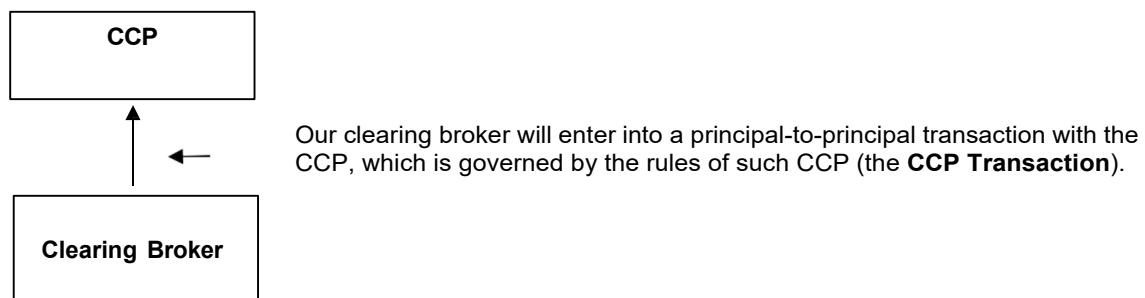 CCP
Our clearing broker will enter into a principal-to-principal transaction with the
CCP, which is governed by the rules of such CCP (the CCP Transaction).
Clearing Broker